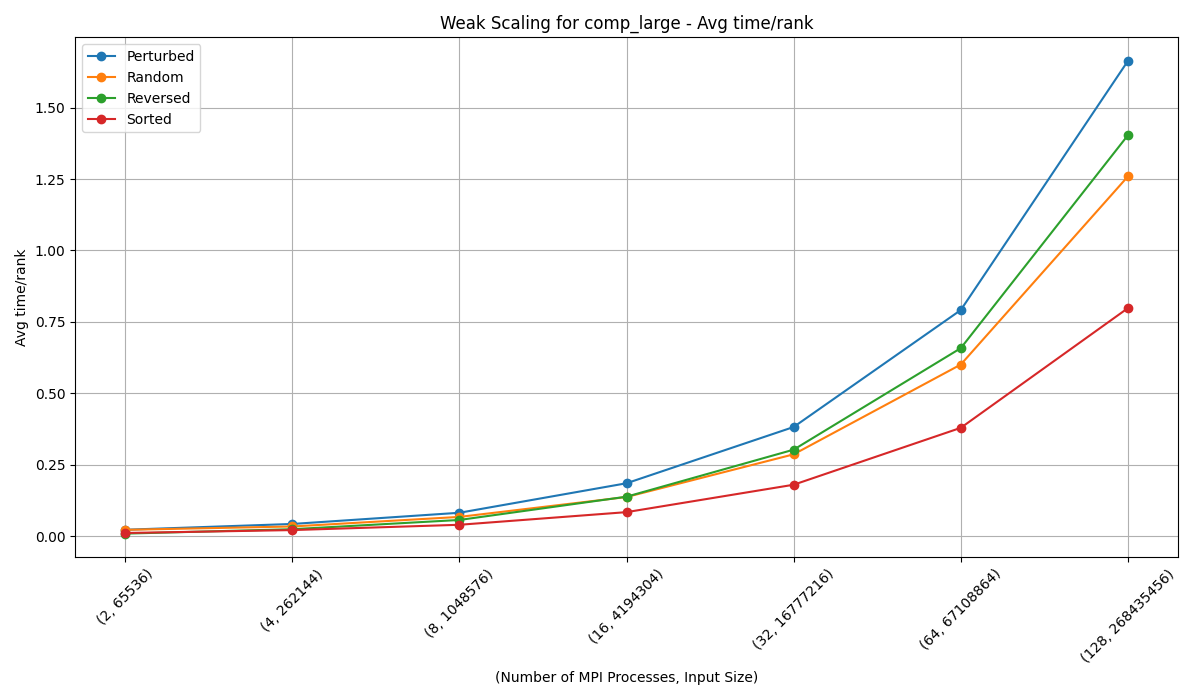 Weak Scaling for comp_large - Avg time/rank
Perturbed
Random
Reversed
Sorted
Avg time/rank
1.50
1.25
1.00
0.75
0.50
0.25
0.00
(2, 65536)
(4, 262144)
(8, 1048576)
(16, 4194304)
(32, 16777216)
(64, 67108864)
(128, 268435456)
(Number of MPI Processes, Input Size)